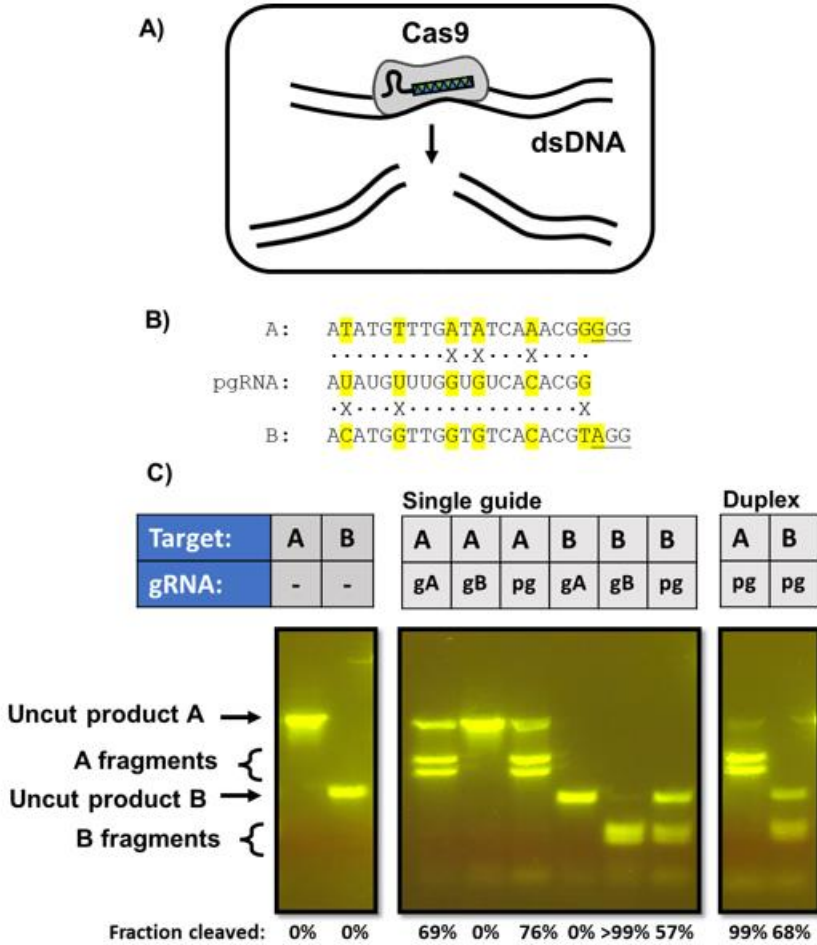 A)
Cas9
dsDNA
B)
A: ATATGTTTGATATCAAACGGGGG
.........X.X...X....
pgRNA: AUAUGUUUGGUGUCACACGG
.X...X.............X
B: ACATGGTTGGTGTCACACGTAGG
C)
Single guide Duplex
Target: A B A A A B B B A B
gRNA: - - gA gB pg gA gB pg pg pg
Uncut product A
A fragments
Uncut product B
B fragments
Fraction cleaved: 0% 0% 69% 0% 76% 0% >99% 57% 99% 68%